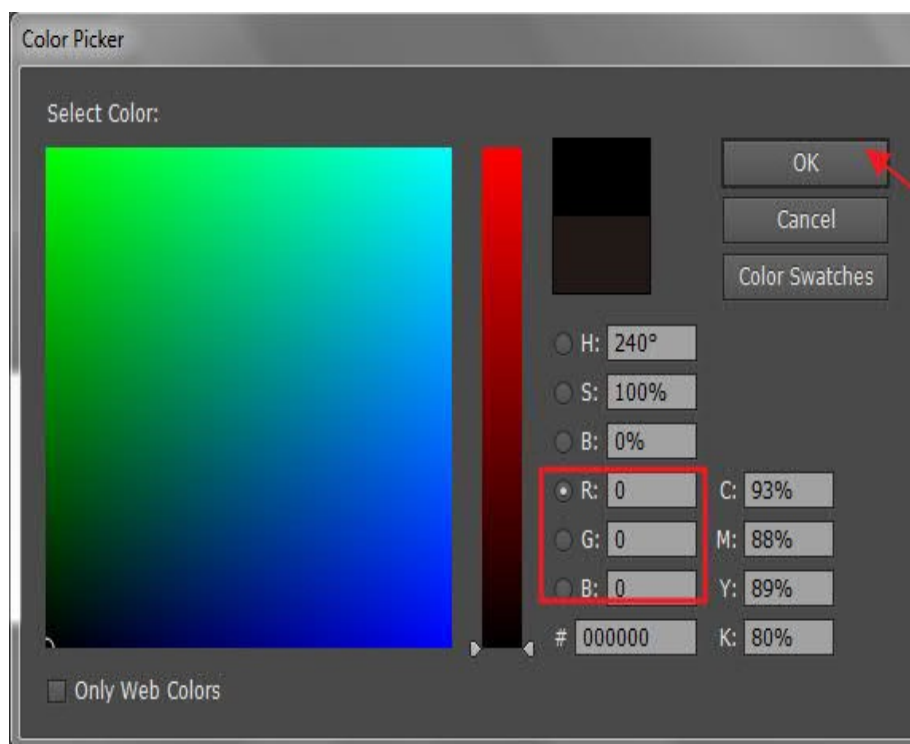 Color Picker
Select Color:
OK
Cancel
Color Swatches
H: 240°
S: 100%
B: 0%
R: 0 C: 93%
G: 0 M: 88%
B: 0 Y: 89%
# 000000 K: 80%
Only Web Colors